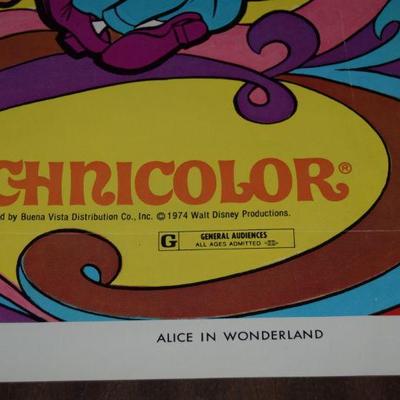 CHNICOLOR®
d by Buena Vista Distribution Co., Inc. © 1974 Walt Disney Productions.
G GENERAL AUDIENCES
ALL AGES ADMITTED
ALICE IN WONDERLAND